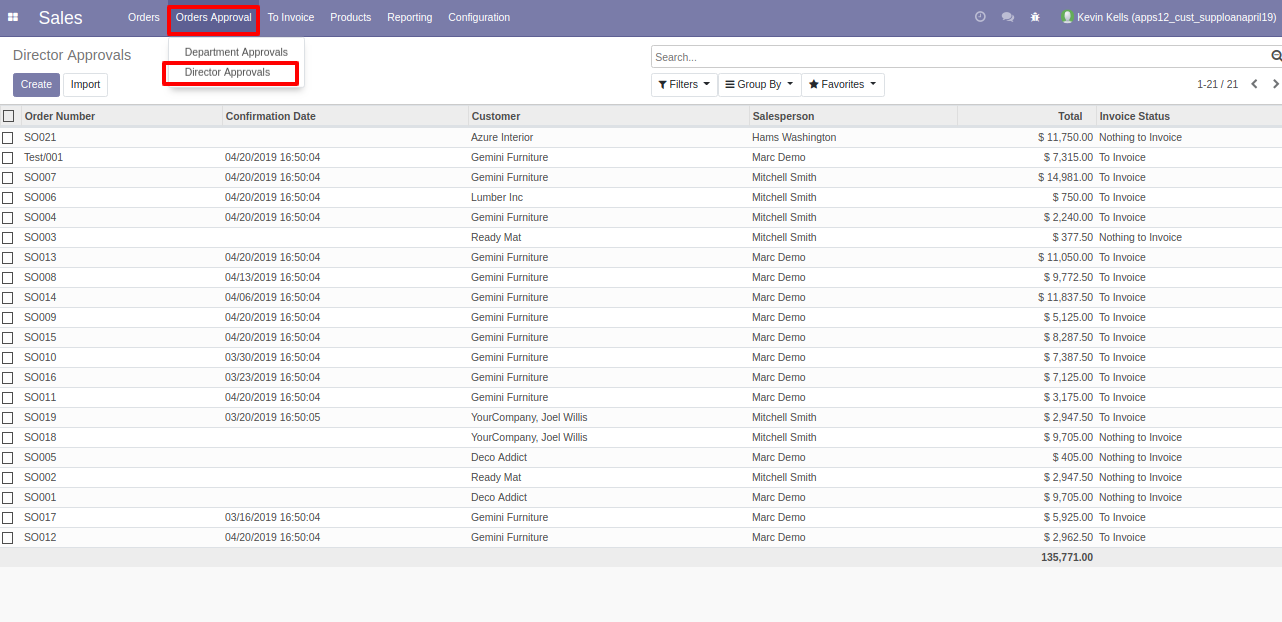 Sales Orders Orders Approval To Invoice Products Reporting Configuration Kevin Kells (apps12_cust_supploanapril19)
Department Approvals
Director Approvals
Director Approvals
Search...
Create Import Filters Group By Favorites 1-21 / 21
Order Number Confirmation Date Customer Salesperson Total Invoice Status
SO021 Azure Interior Hams Washington $ 11,750.00 Nothing to Invoice
Test/001 04/20/2019 16:50:04 Gemini Furniture Marc Demo $ 7,315.00 To Invoice
SO007 04/20/2019 16:50:04 Gemini Furniture Mitchell Smith $ 14,981.00 To Invoice
SO006 04/20/2019 16:50:04 Lumber Inc Mitchell Smith $ 750.00 To Invoice
SO004 04/20/2019 16:50:04 Gemini Furniture Mitchell Smith $ 2,240.00 To Invoice
SO003 Ready Mat Mitchell Smith $ 377.50 Nothing to Invoice
SO013 04/20/2019 16:50:04 Gemini Furniture Marc Demo $ 11,050.00 To Invoice
SO008 04/13/2019 16:50:04 Gemini Furniture Marc Demo $ 9,772.50 To Invoice
SO014 04/06/2019 16:50:04 Gemini Furniture Marc Demo $ 11,837.50 To Invoice
SO009 04/20/2019 16:50:04 Gemini Furniture Marc Demo $ 5,125.00 To Invoice
SO015 04/20/2019 16:50:04 Gemini Furniture Marc Demo $ 8,287.50 To Invoice
SO010 03/30/2019 16:50:04 Gemini Furniture Marc Demo $ 7,387.50 To Invoice
SO016 03/23/2019 16:50:04 Gemini Furniture Marc Demo $ 7,125.00 To Invoice
SO011 04/20/2019 16:50:04 Gemini Furniture Marc Demo $ 3,175.00 To Invoice
SO019 03/20/2019 16:50:05 YourCompany, Joel Willis Mitchell Smith $ 2,947.50 To Invoice
SO018 YourCompany, Joel Willis Mitchell Smith $ 9,705.00 Nothing to Invoice
SO005 Deco Addict Marc Demo $ 405.00 Nothing to Invoice
SO002 Ready Mat Mitchell Smith $ 2,947.50 Nothing to Invoice
SO001 Deco Addict Marc Demo $ 9,705.00 Nothing to Invoice
SO017 03/16/2019 16:50:04 Gemini Furniture Marc Demo $ 5,925.00 To Invoice
SO012 04/20/2019 16:50:04 Gemini Furniture Marc Demo $ 2,962.50 To Invoice
135,771.00